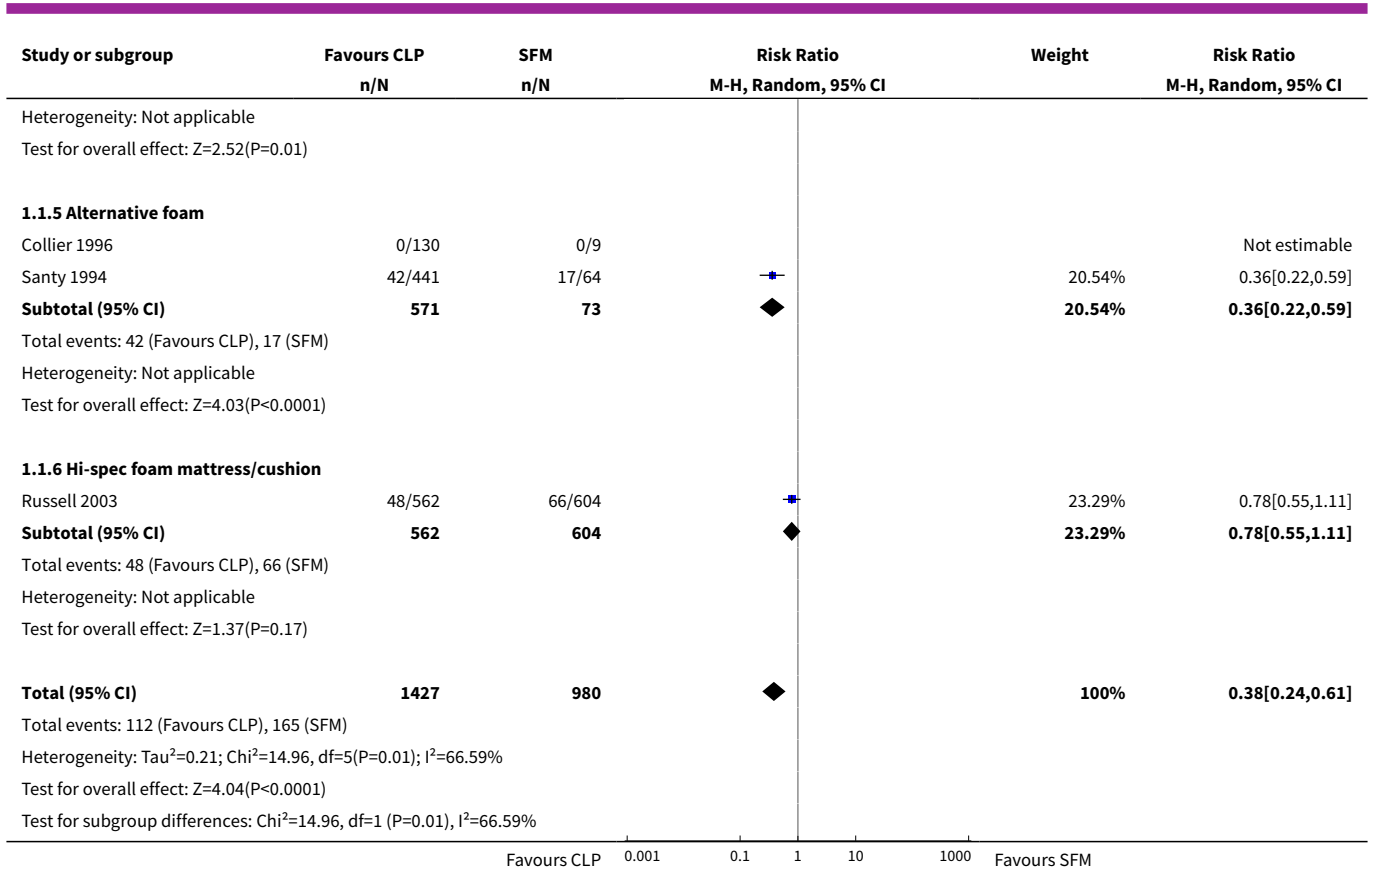 Study or subgroup Favours CLP SFM Risk Ratio Weight Risk Ratio
n/N n/N M-H, Random, 95% CI M-H, Random, 95% CI
Heterogeneity: Not applicable
Test for overall effect: Z=2.52(P=0.01)
1.1.5 Alternative foam
Collier 1996 0/130 0/9 Not estimable
Santy 1994 42/441 17/64 20.54% 0.36[0.22,0.59]
Subtotal (95% CI) 571 73 20.54% 0.36[0.22,0.59]
Total events: 42 (Favours CLP), 17 (SFM)
Heterogeneity: Not applicable
Test for overall effect: Z=4.03(P<0.0001)
1.1.6 Hi-spec foam mattress/cushion
Russell 2003 48/562 66/604 23.29% 0.78[0.55,1.11]
Subtotal (95% CI) 562 604 23.29% 0.78[0.55,1.11]
Total events: 48 (Favours CLP), 66 (SFM)
Heterogeneity: Not applicable
Test for overall effect: Z=1.37(P=0.17)
Total (95% CI) 1427 980 100% 0.38[0.24,0.61]
Total events: 112 (Favours CLP), 165 (SFM)
Heterogeneity: Tau²=0.21; Chi²=14.96, df=5(P=0.01); I²=66.59%
Test for overall effect: Z=4.04(P<0.0001)
Test for subgroup differences: Chi²=14.96, df=1 (P=0.01), I²=66.59%
Favours CLP 0.001 0.1 1 10 1000 Favours SFM